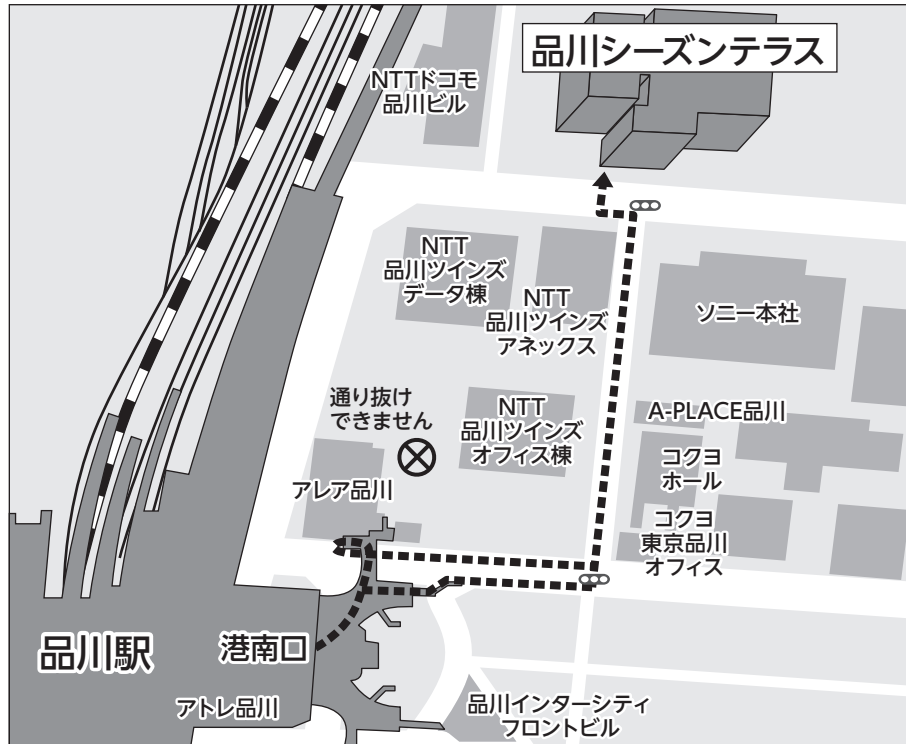 品川シーズンテラス
NTTドコモ
品川ビル
NTT
品川ツインズ
データ棟
NTT
品川ツインズ
アネックス
ソニー本社
通り抜け
できません
NTT
品川ツインズ
オフィス棟
A-PLACE品川
コクヨ
ホール
アレア品川
コクヨ
東京品川
オフィス
品川駅
港南口
アトレ品川
品川インターシティ
フロントビル